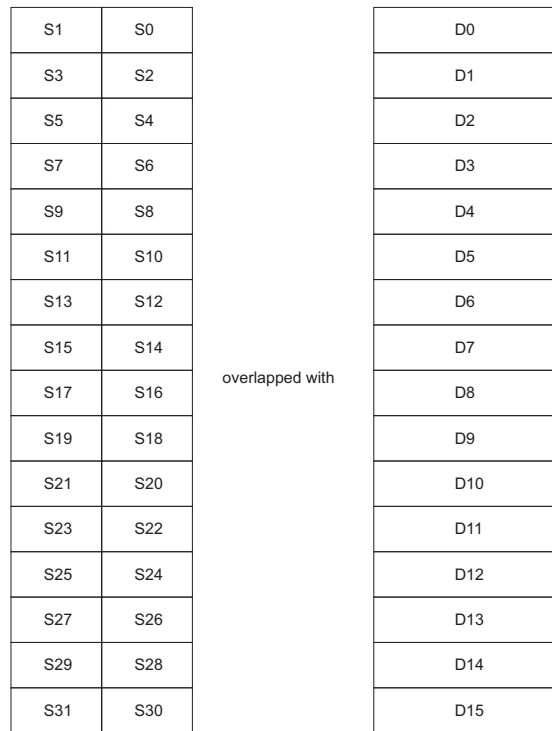 S1 S0 D0
S3 S2 D1
S5 S4 D2
S7 S6 D3
S9 S8 D4
S11 S10 D5
S13 S12 D6
S15 S14 D7
overlapped with
S17 S16 D8
S19 S18 D9
S21 S20 D10
S23 S22 D11
S25 S24 D12
S27 S26 D13
S29 S28 D14
S31 S30 D15